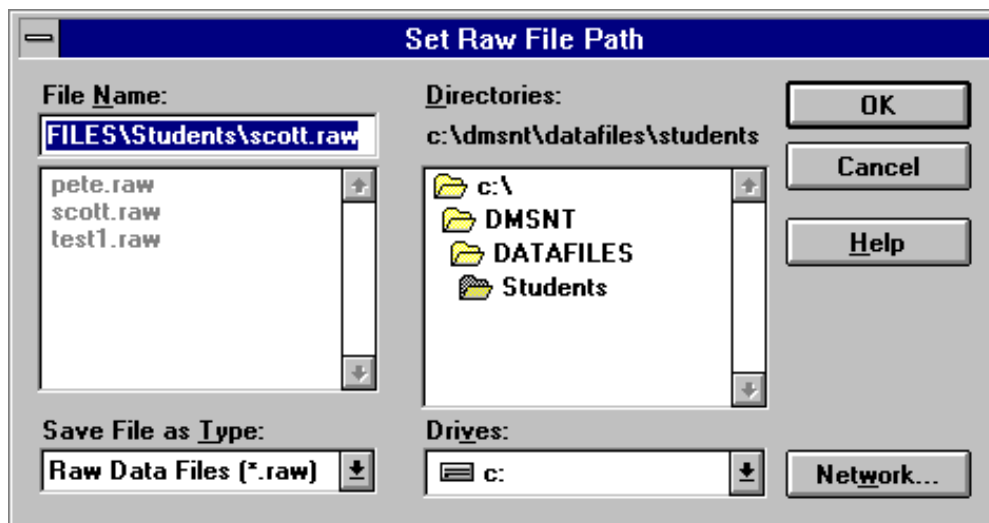 Set Raw File Path
File Name:
FILES\Students\scott.raw
pete.raw
scott.raw
test1.raw
Save File as Type:
Raw Data Files (*.raw)
Directories:
c:\dmsnt\datafiles\students
c:\
DMSNT
DATAFILES
Students
Drives:
c:
OK
Cancel
Help
Network...